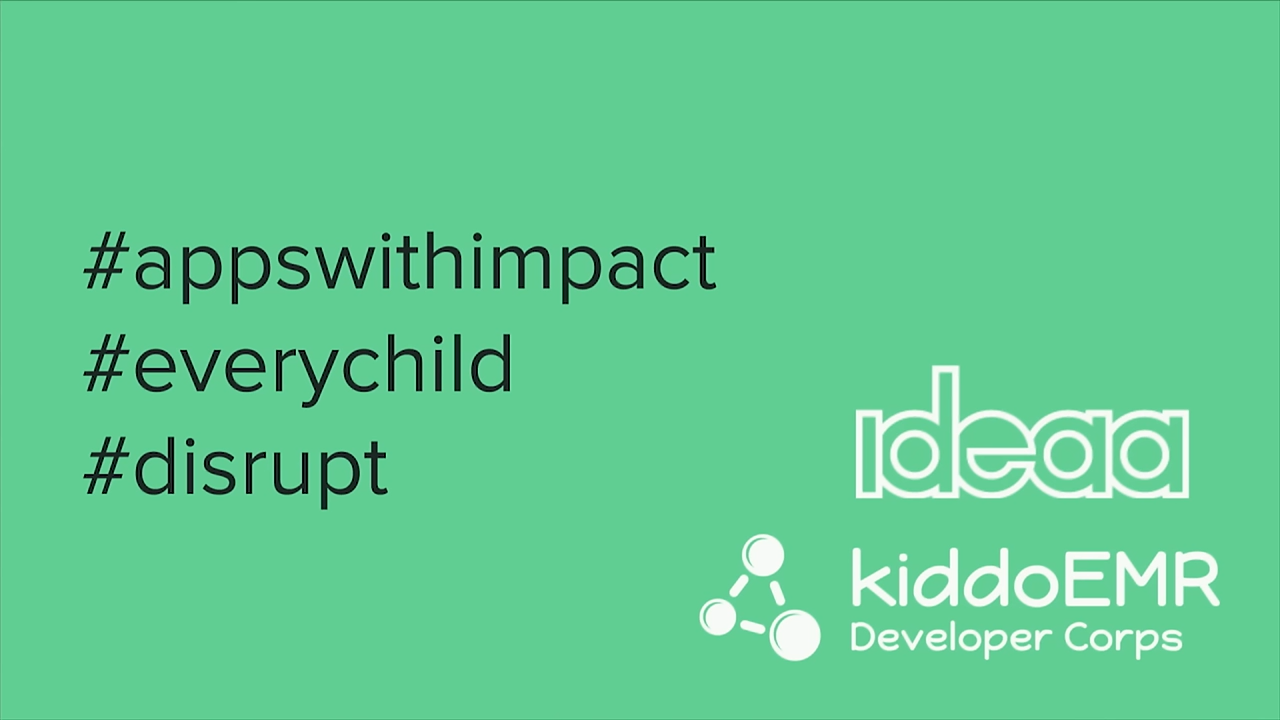 #appswithimpact
#everychild
#disrupt
ideaa
kiddoEMR
Developer Corps